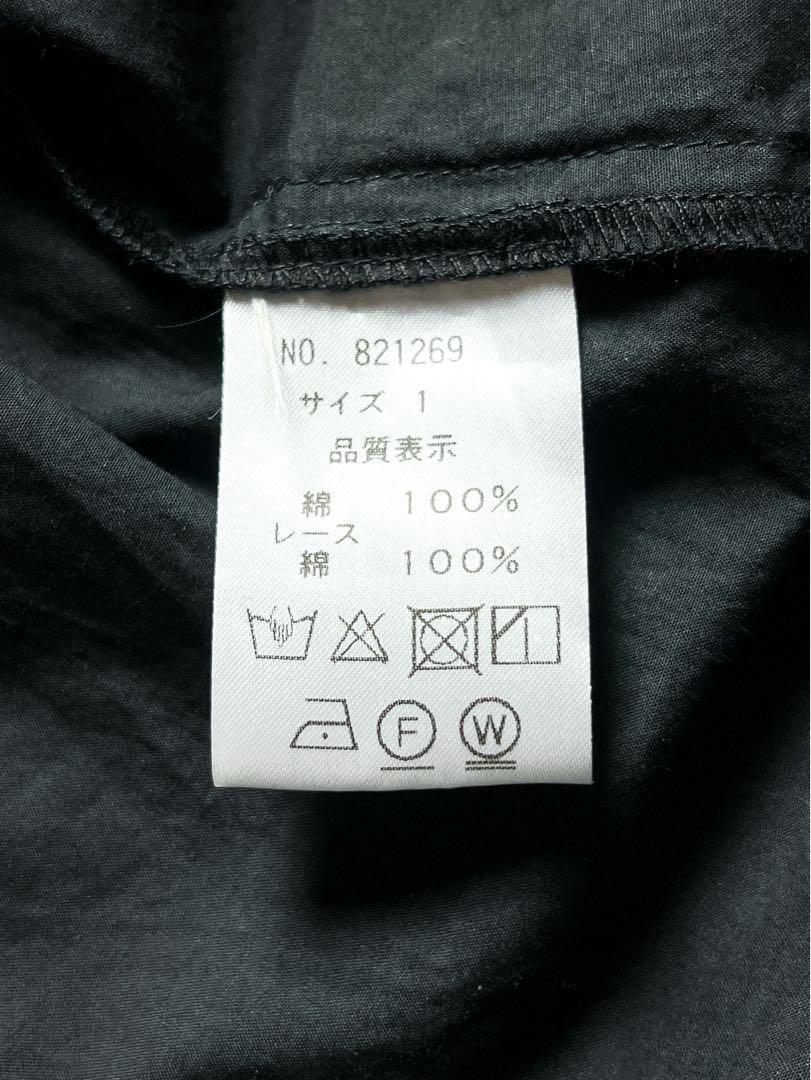 NO. 821269
サイズ 1
品質表示
綿 100%
レース
綿 100%
F W